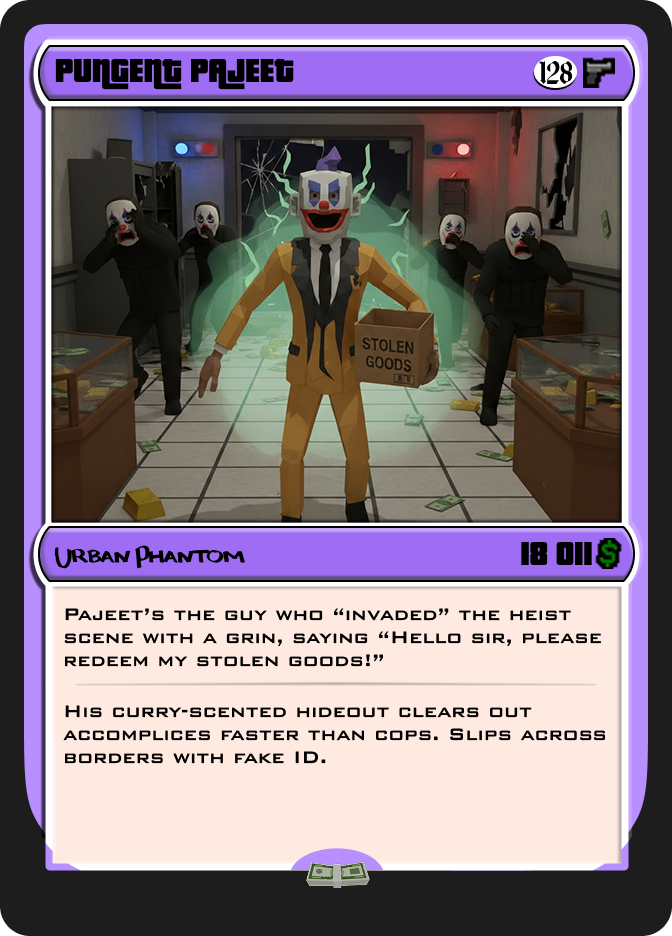 Pungent Pajeet
128
STOLEN
GOODS
Urban Phantom
18 011$
Pajeet's the guy who “invaded” the heist
scene with a grin, saying “Hello sir, please
redeem my stolen goods!”
His curry-scented hideout clears out
accomplices faster than cops. Slips across
borders with fake ID.